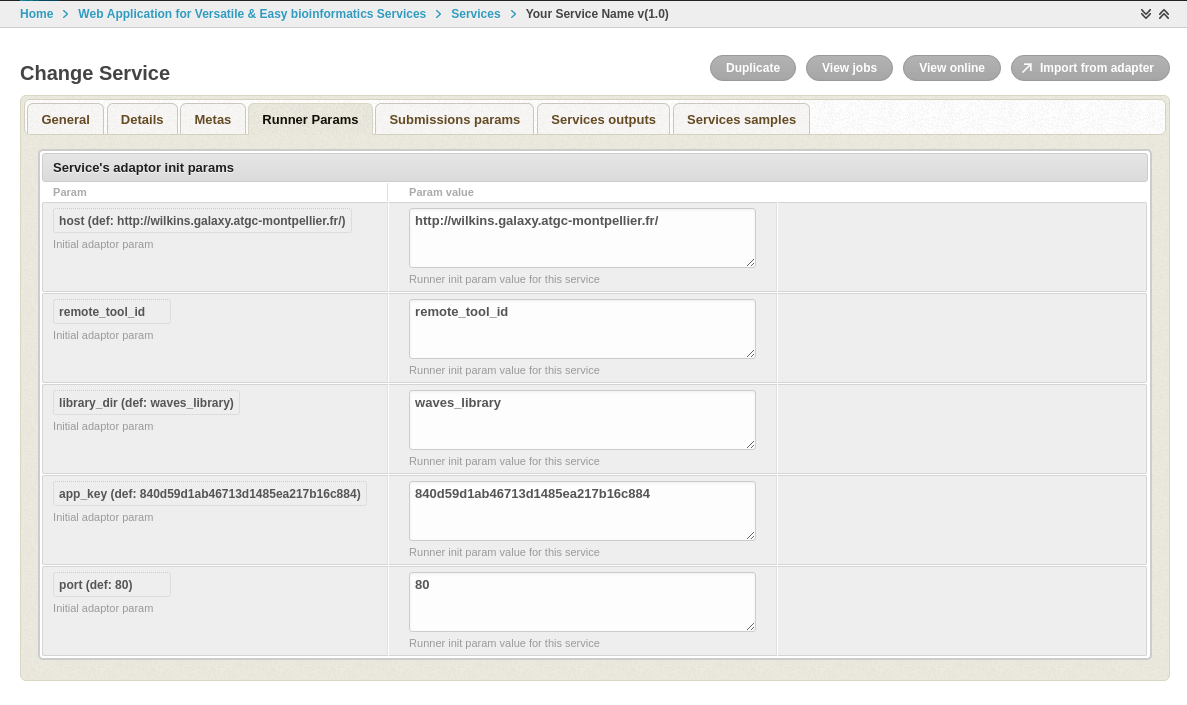 Home Web Application for Versatile & Easy bioinformatics Services Services Your Service Name v(1.0)
Change Service
Duplicate View jobs View online Import from adapter
General Details Metas Runner Params Submissions params Services outputs Services samples
Service's adaptor init params
Param Param value
host (def: http://wilkins.galaxy.atgc-montpellier.fr/) http://wilkins.galaxy.atgc-montpellier.fr/
Initial adaptor param
Runner init param value for this service
remote_tool_id remote_tool_id
Initial adaptor param
Runner init param value for this service
library_dir (def: waves_library) waves_library
Initial adaptor param
Runner init param value for this service
app_key (def: 840d59d1ab46713d1485ea217b16c884) 840d59d1ab46713d1485ea217b16c884
Initial adaptor param
Runner init param value for this service
port (def: 80) 80
Initial adaptor param
Runner init param value for this service